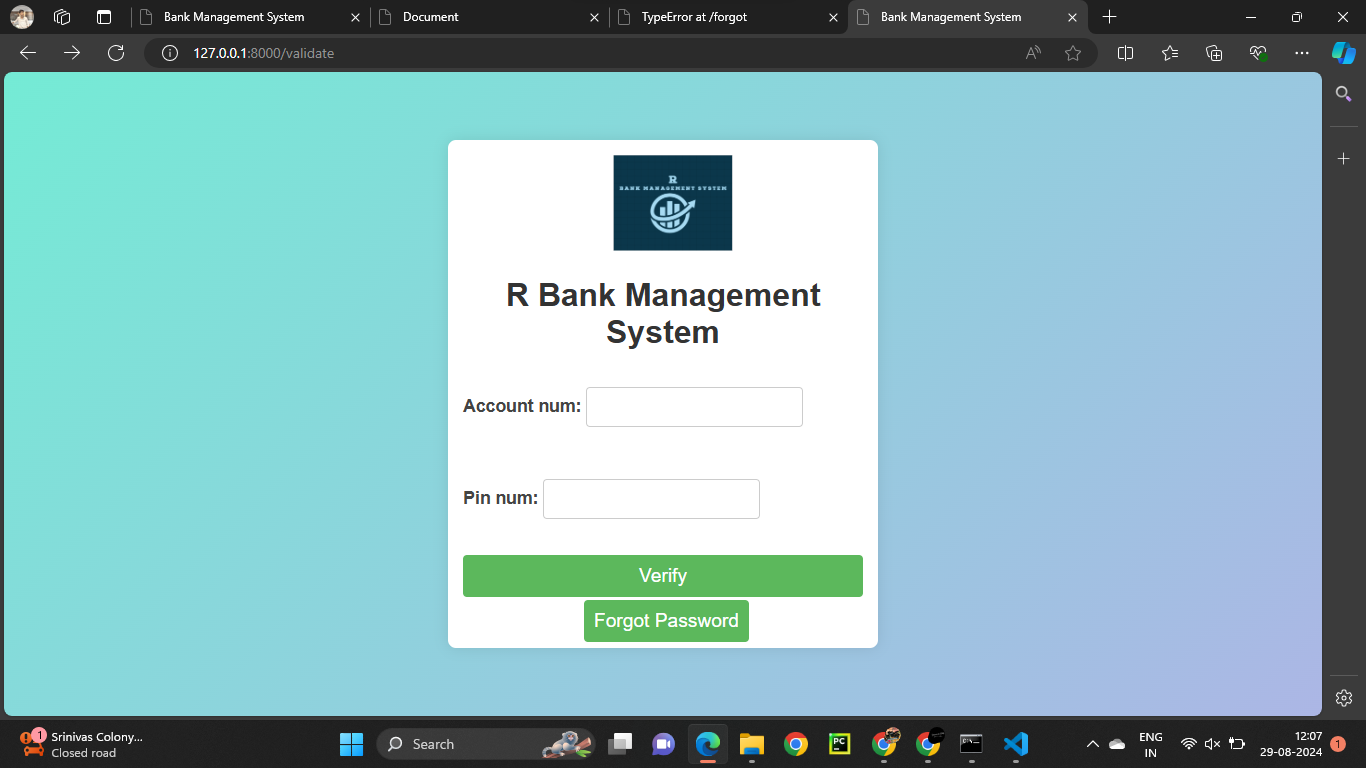 Bank Management System
Document
TypeError at /forgot
Bank Management System
127.0.0.1:8000/validate
R
BANK MANAGEMENT SYSTEM
R Bank Management
System
Account num:
Pin num:
Verify
Forgot Password
1
Srinivas Colony...
Closed road
Search
PC
ENG
IN
12:07
29-08-2024
1